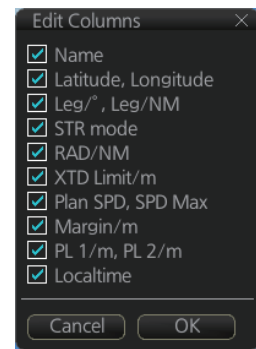 Edit Columns
Name
Latitude, Longitude
Leg/°, Leg/NM
STR mode
RAD/NM
XTD Limit/m
Plan SPD, SPD Max
Margin/m
PL 1/m, PL 2/m
Localtime
Cancel OK